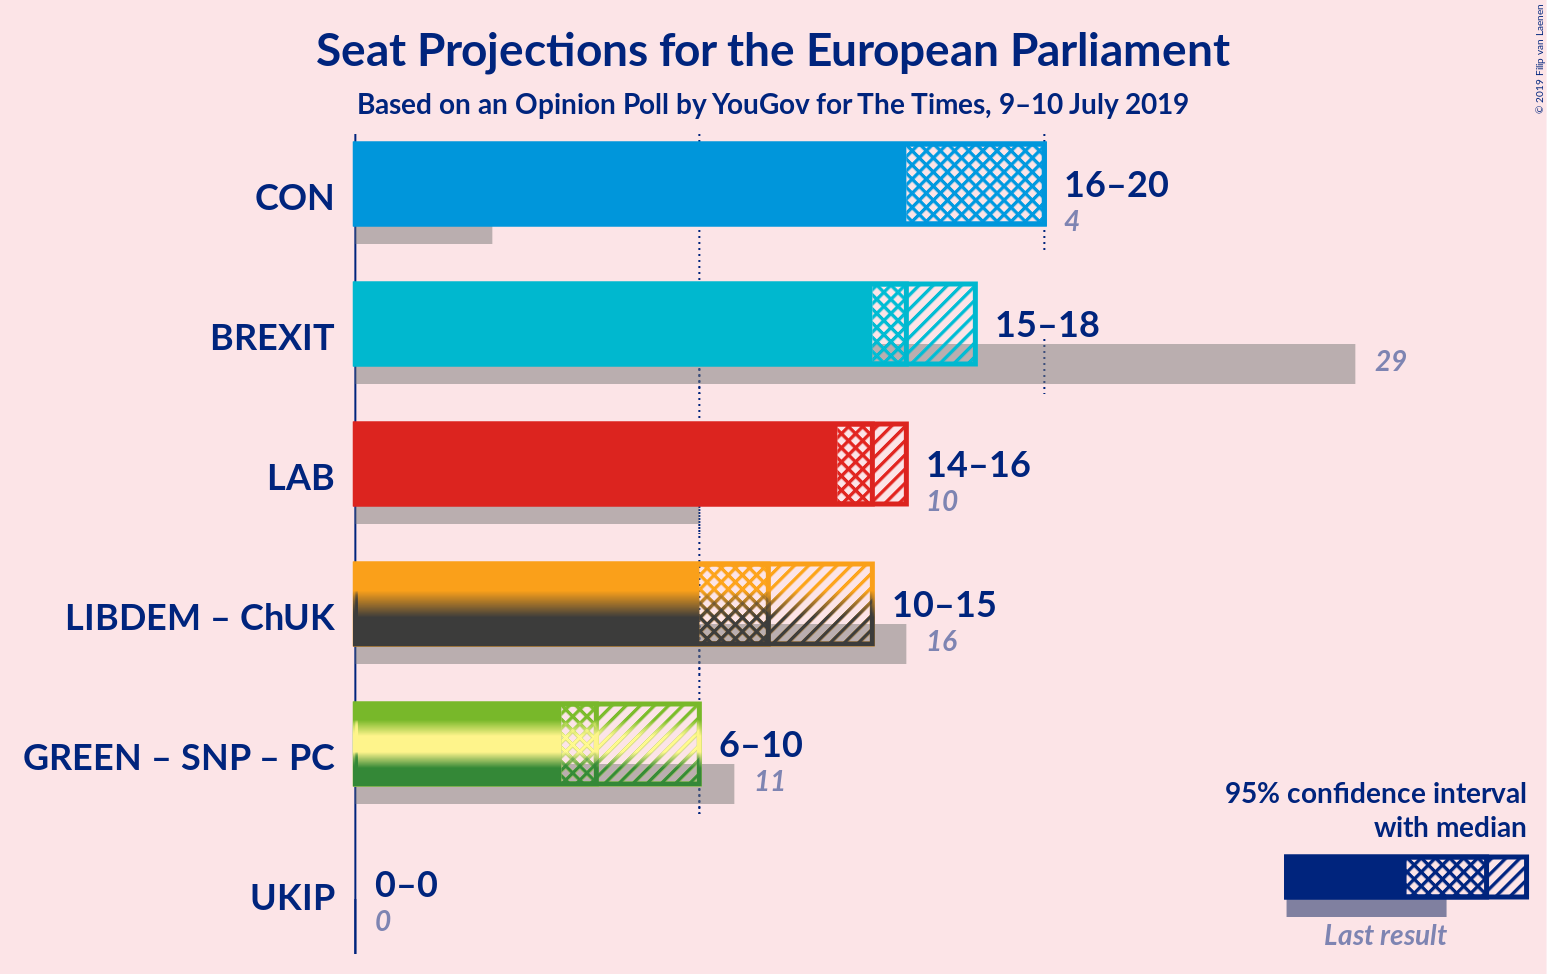 Seat Projections for the European Parliament
Based on an Opinion Poll by YouGov for The Times, 9–10 July 2019
© 2019 Filip van Laenen
CON
16–20
4
BREXIT
15–18
29
LAB
14–16
10
LIBDEM – ChUK
10–15
16
GREEN – SNP – PC
6–10
11
UKIP
0–0
0
95% confidence interval
with median
Last result